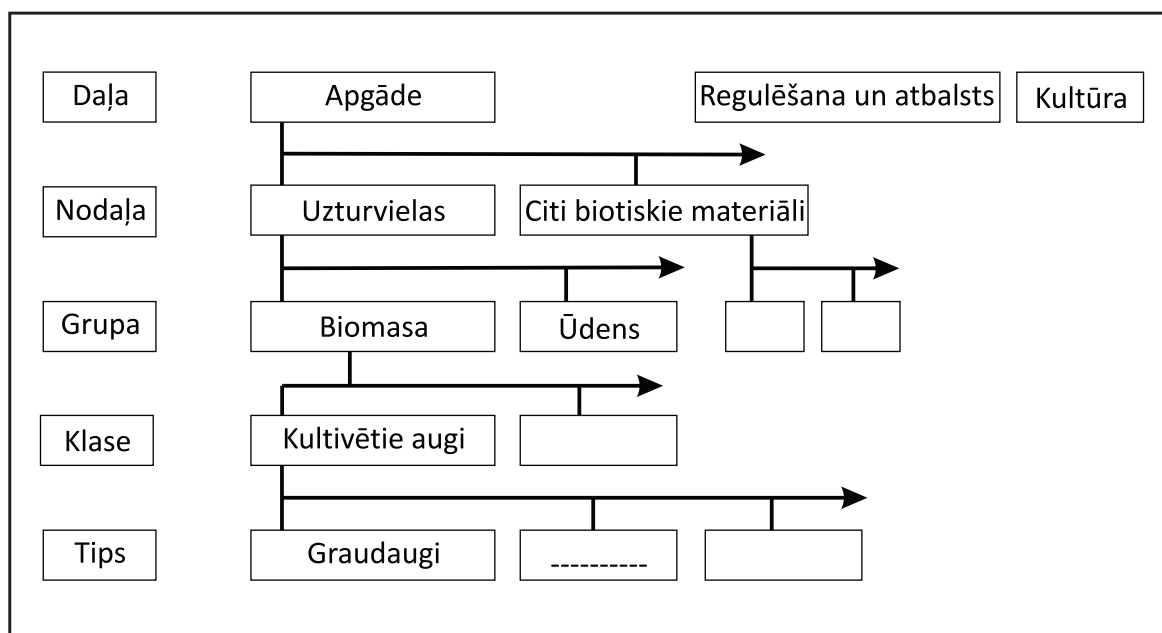 Daļa
Apgāde
Regulēšana un atbalsts
Kultūra
Nodaļa
Uzturvielas
Citi biotiskie materiāli
Grupa
Biomasa
Ūdens
Klase
Kultivētie augi
Tips
Graudaugi
----------